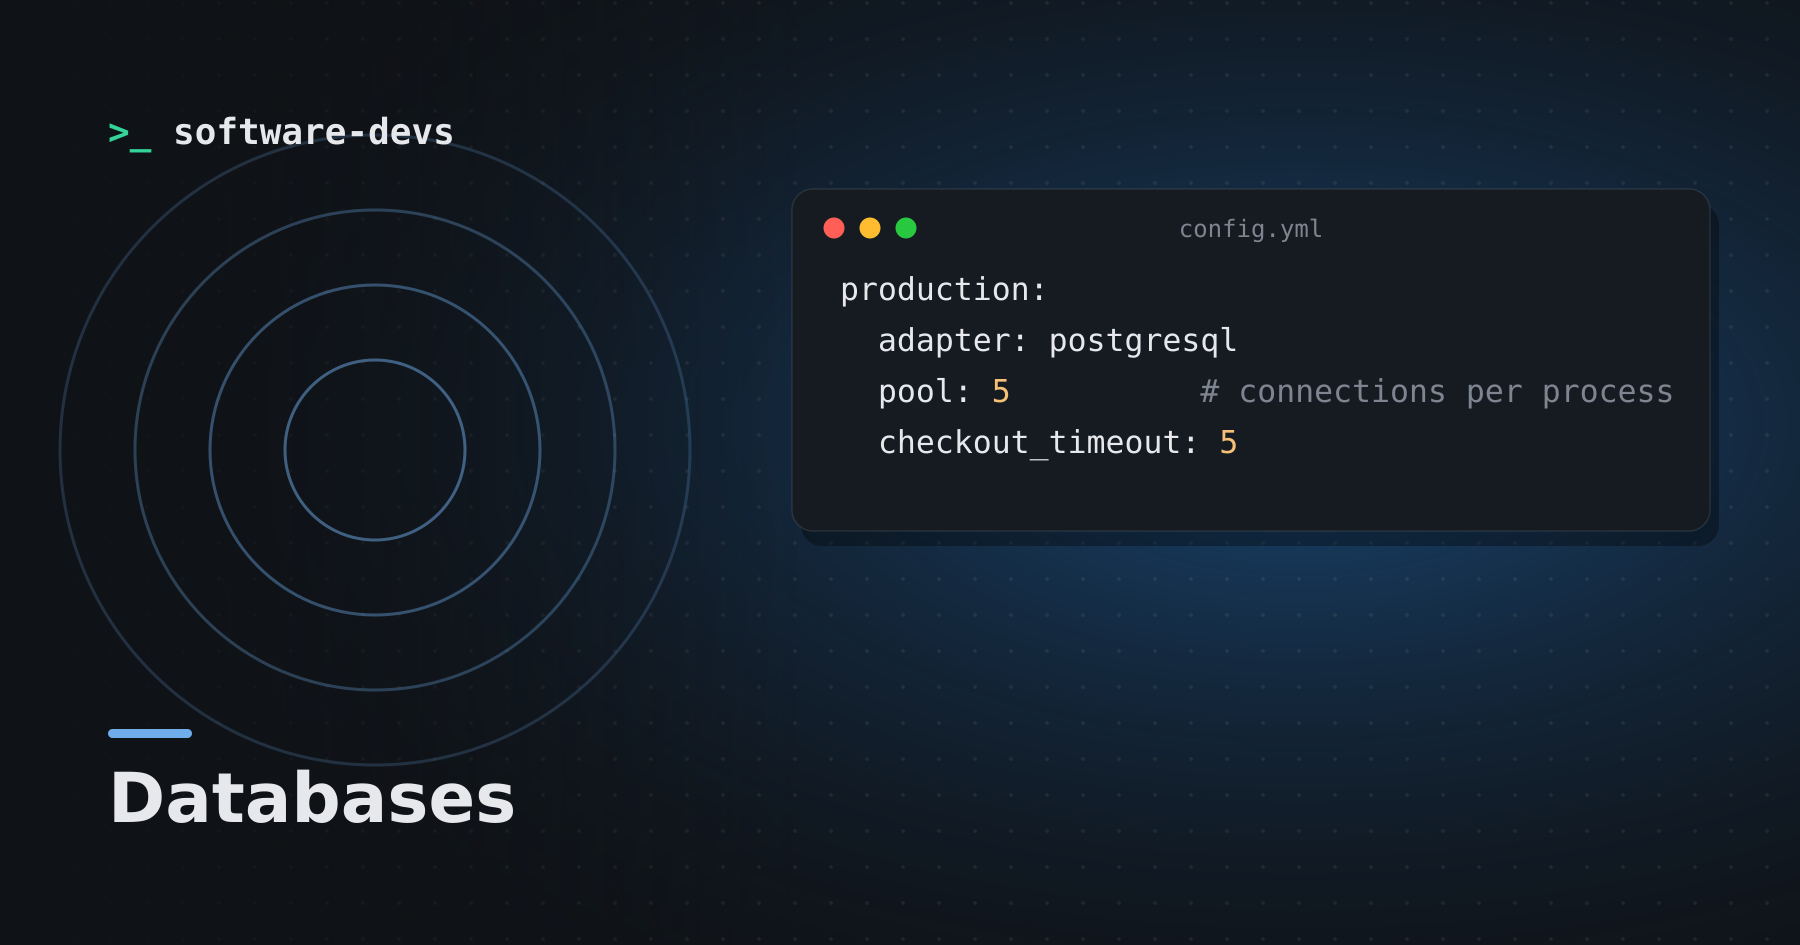 >_ software-devs
config.yml
production:
  adapter: postgresql
  pool: 5          # connections per process
  checkout_timeout: 5
Databases